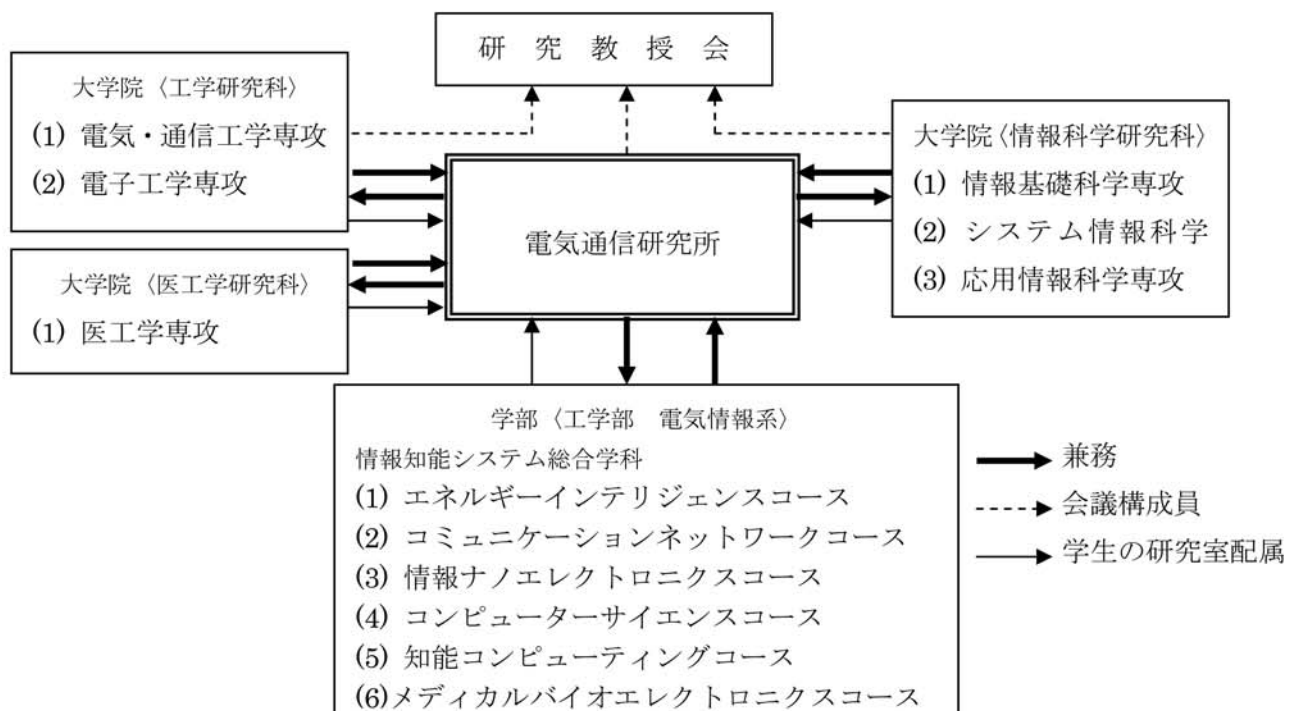 研究教授会
大学院〈工学研究科〉
(1) 電気・通信工学専攻
(2) 電子工学専攻
大学院〈医工学研究科〉
(1) 医工学専攻
電気通信研究所
大学院〈情報科学研究科〉
(1) 情報基礎科学専攻
(2) システム情報科学
(3) 応用情報科学専攻
学部〈工学部 電気情報系〉
情報知能システム総合学科
(1) エネルギーインテリジェンスコース
(2) コミュニケーションネットワークコース
(3) 情報ナノエレクトロニクスコース
(4) コンピューターサイエンスコース
(5) 知能コンピューティングコース
(6)メディカルバイオエレクトロニクスコース
兼務
会議構成員
学生の研究室配属